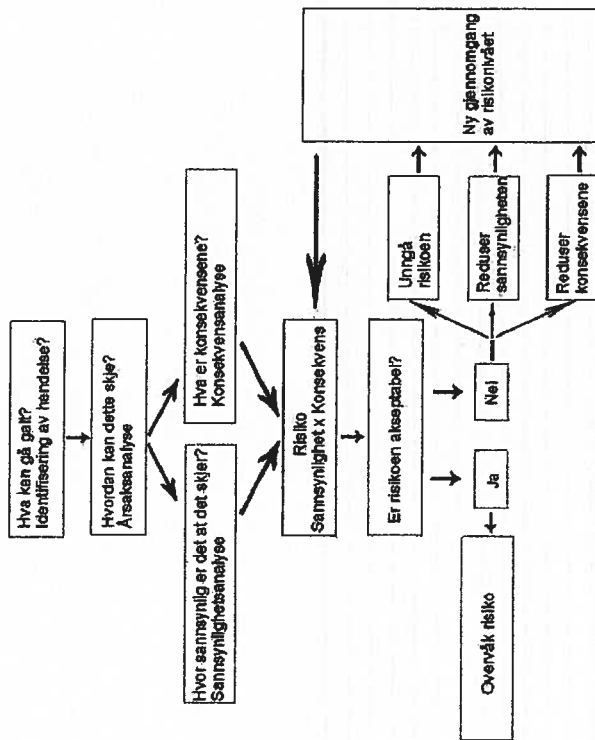 Hva kan gå galt?
Identifisering av hendelse?
Hvordan kan dette skje?
Årsaksanalyse
Hvor sannsynlig er det at det skjer?
Sannsynlighetsanalyse
Hva er konsekvensene?
Konsekvensanalyse
Risiko
Sannsynlighet x Konsekvens
Er risikoen akseptabel?
Ja
Nei
Overvåk risiko
Unngå
risikoen
Reduser
sannsynligheten
Reduser
konsekvensene
Ny gjennomgang
av risikonivået